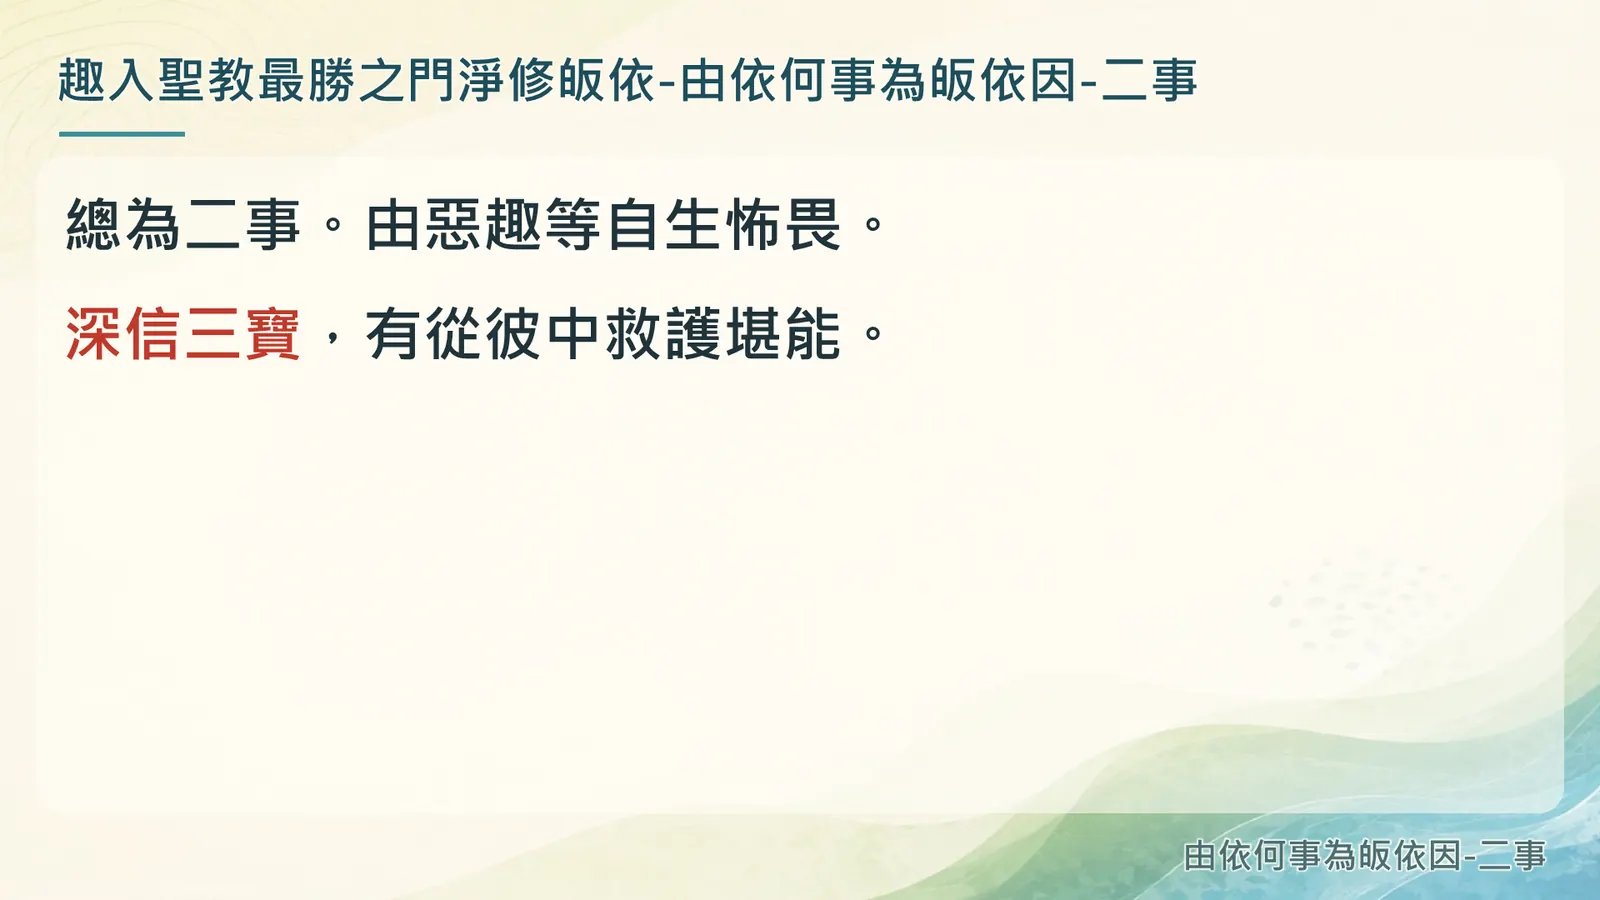 趣入聖教最勝之門淨修皈依-由依何事為皈依因-二事
總為二事。由惡趣等自生怖畏。
深信三寶，有從彼中救護堪能。
由依何事為皈依因-二事